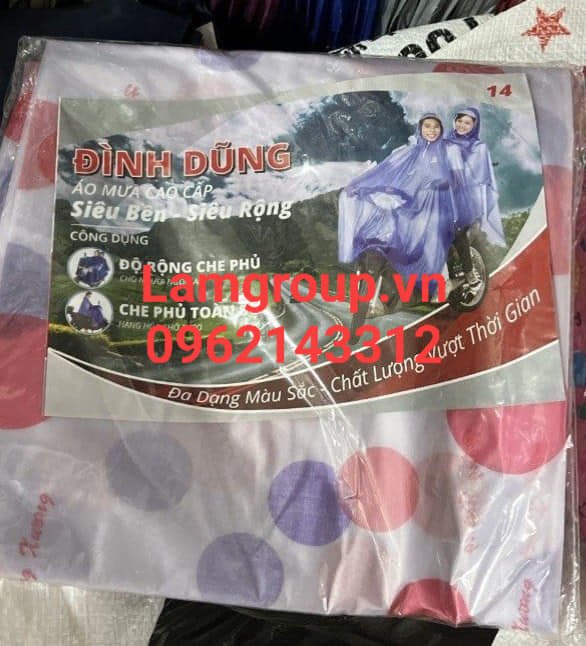 14
ĐÌNH DŨNG
ÁO MƯA CAO CẤP
Siêu Bền - Siêu Rộng
CÔNG DỤNG
ĐỘ RỘNG CHE PHỦ
Lamgroup.vn
CHE PHỦ TOÀN
0962143312
Đa Dạng Màu Sắc - Chất Lượng Vượt Thời Gian
Xương